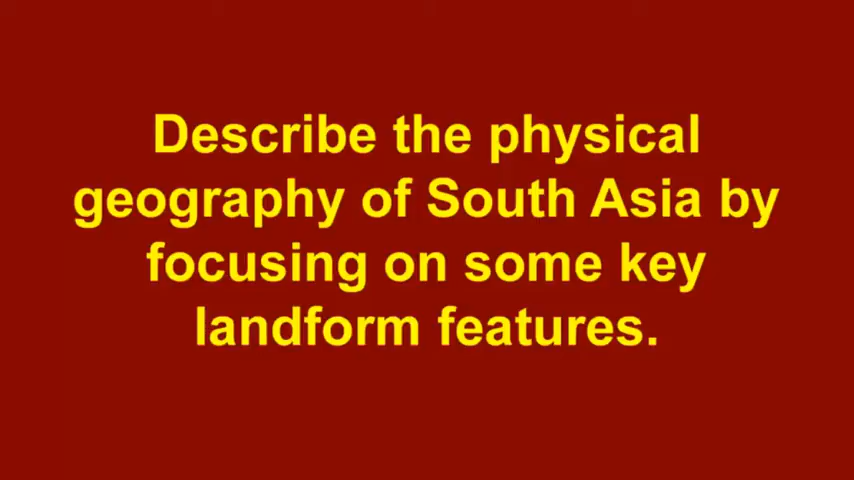 Describe the physical
geography of South Asia by
focusing on some key
landform features.